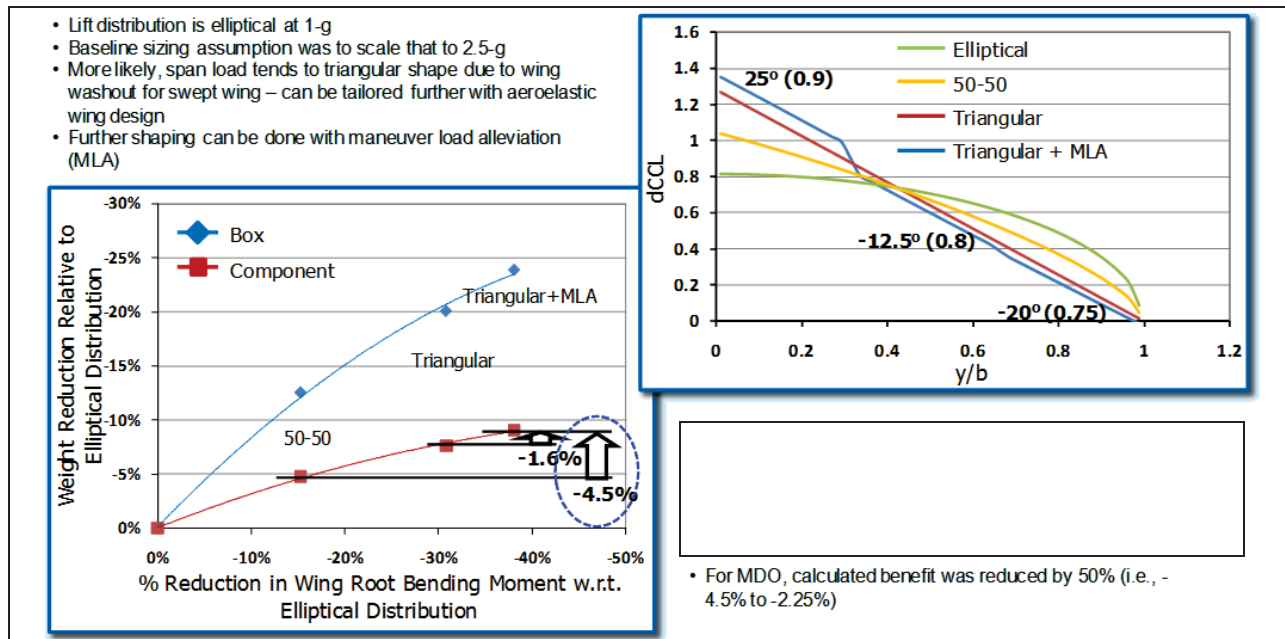 • Lift distribution is elliptical at 1-g
• Baseline sizing assumption was to scale that to 2.5-g
• More likely, span load tends to triangular shape due to wing
washout for swept wing – can be tailored further with aeroelastic
wing design
• Further shaping can be done with maneuver load alleviation
(MLA)
Weight Reduction Relative to
Elliptical Distribution
-30%
-25%
-20%
-15%
-10%
-5%
0%
Box
Component
Triangular+MLA
Triangular
50-50
-1.6%
-4.5%
0%
-10%
-20%
-30%
-40%
-50%
% Reduction in Wing Root Bending Moment w.r.t.
Elliptical Distribution
dCCL
1.6
1.4
1.2
1
0.8
0.6
0.4
0.2
0
Elliptical
50-50
Triangular
Triangular + MLA
25⁰ (0.9)
-12.5⁰ (0.8)
-20⁰ (0.75)
0
0.2
0.4
0.6
0.8
1
1.2
y/b
• For MDO, calculated benefit was reduced by 50% (i.e., -
4.5% to -2.25%)